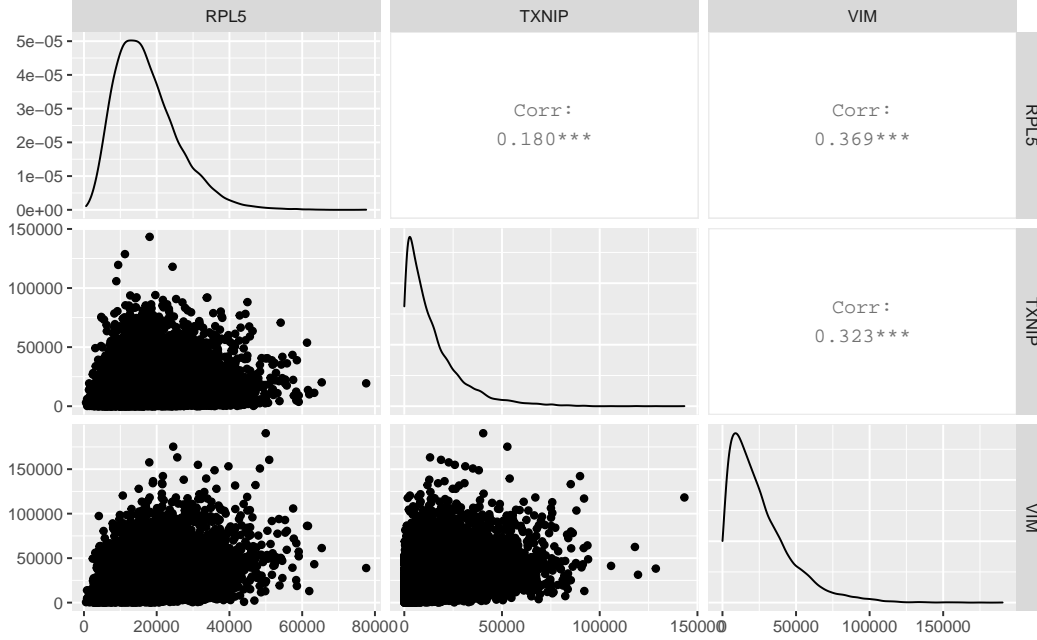 RPL5 TXNIP VIM
5e−05
4e−05
3e−05
2e−05
1e−05
0e+00
Corr:
0.180***
Corr:
0.369***
RPL5
150000
100000
50000
0
Corr:
0.323***
TXNIP
150000
100000
50000
0
VIM
0 20000 40000 60000 80000
0 50000 100000 150000
0 50000 100000 150000